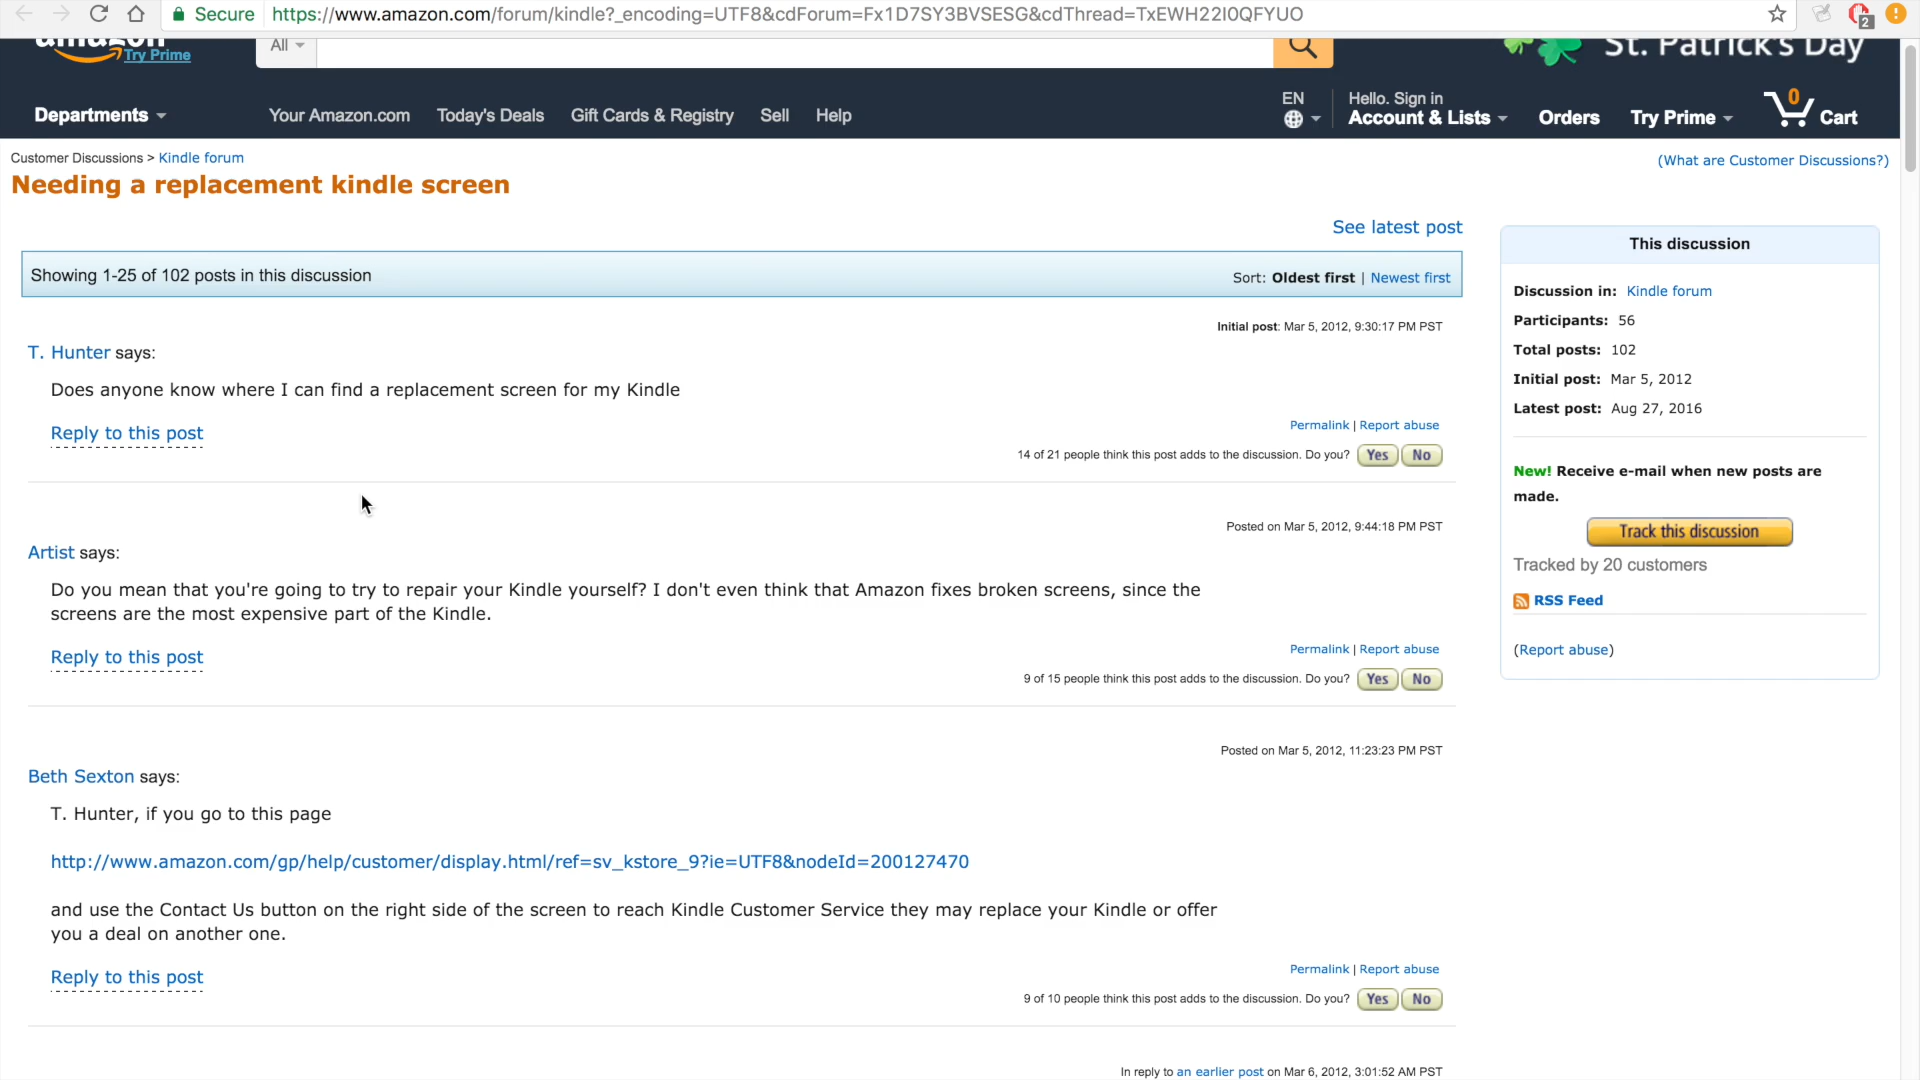 Secure https://www.amazon.com/forum/kindle?_encoding=UTF8&cdForum=Fx1D7SY3BVSESG&cdThread=TxEWH22I0QFYUO
2
amazon
Try Prime
All
St. Patrick's Day
Departments
Your Amazon.com Today's Deals Gift Cards & Registry Sell Help
EN
Hello. Sign in
Account & Lists
Orders
Try Prime
0
Cart
Customer Discussions > Kindle forum
(What are Customer Discussions?)
Needing a replacement kindle screen
See latest post
Showing 1-25 of 102 posts in this discussion
Sort: Oldest first | Newest first
Initial post: Mar 5, 2012, 9:30:17 PM PST
T. Hunter says:
Does anyone know where I can find a replacement screen for my Kindle
Reply to this post
Permalink | Report abuse
14 of 21 people think this post adds to the discussion. Do you? Yes No
Posted on Mar 5, 2012, 9:44:18 PM PST
Artist says:
Do you mean that you're going to try to repair your Kindle yourself? I don't even think that Amazon fixes broken screens, since the
screens are the most expensive part of the Kindle.
Reply to this post
Permalink | Report abuse
9 of 15 people think this post adds to the discussion. Do you? Yes No
Posted on Mar 5, 2012, 11:23:23 PM PST
Beth Sexton says:
T. Hunter, if you go to this page
http://www.amazon.com/gp/help/customer/display.html/ref=sv_kstore_9?ie=UTF8&nodeId=200127470
and use the Contact Us button on the right side of the screen to reach Kindle Customer Service they may replace your Kindle or offer
you a deal on another one.
Reply to this post
Permalink | Report abuse
9 of 10 people think this post adds to the discussion. Do you? Yes No
In reply to an earlier post on Mar 6, 2012, 3:01:52 AM PST
This discussion
Discussion in: Kindle forum
Participants: 56
Total posts: 102
Initial post: Mar 5, 2012
Latest post: Aug 27, 2016
New! Receive e-mail when new posts are
made.
Track this discussion
Tracked by 20 customers
RSS Feed
(Report abuse)